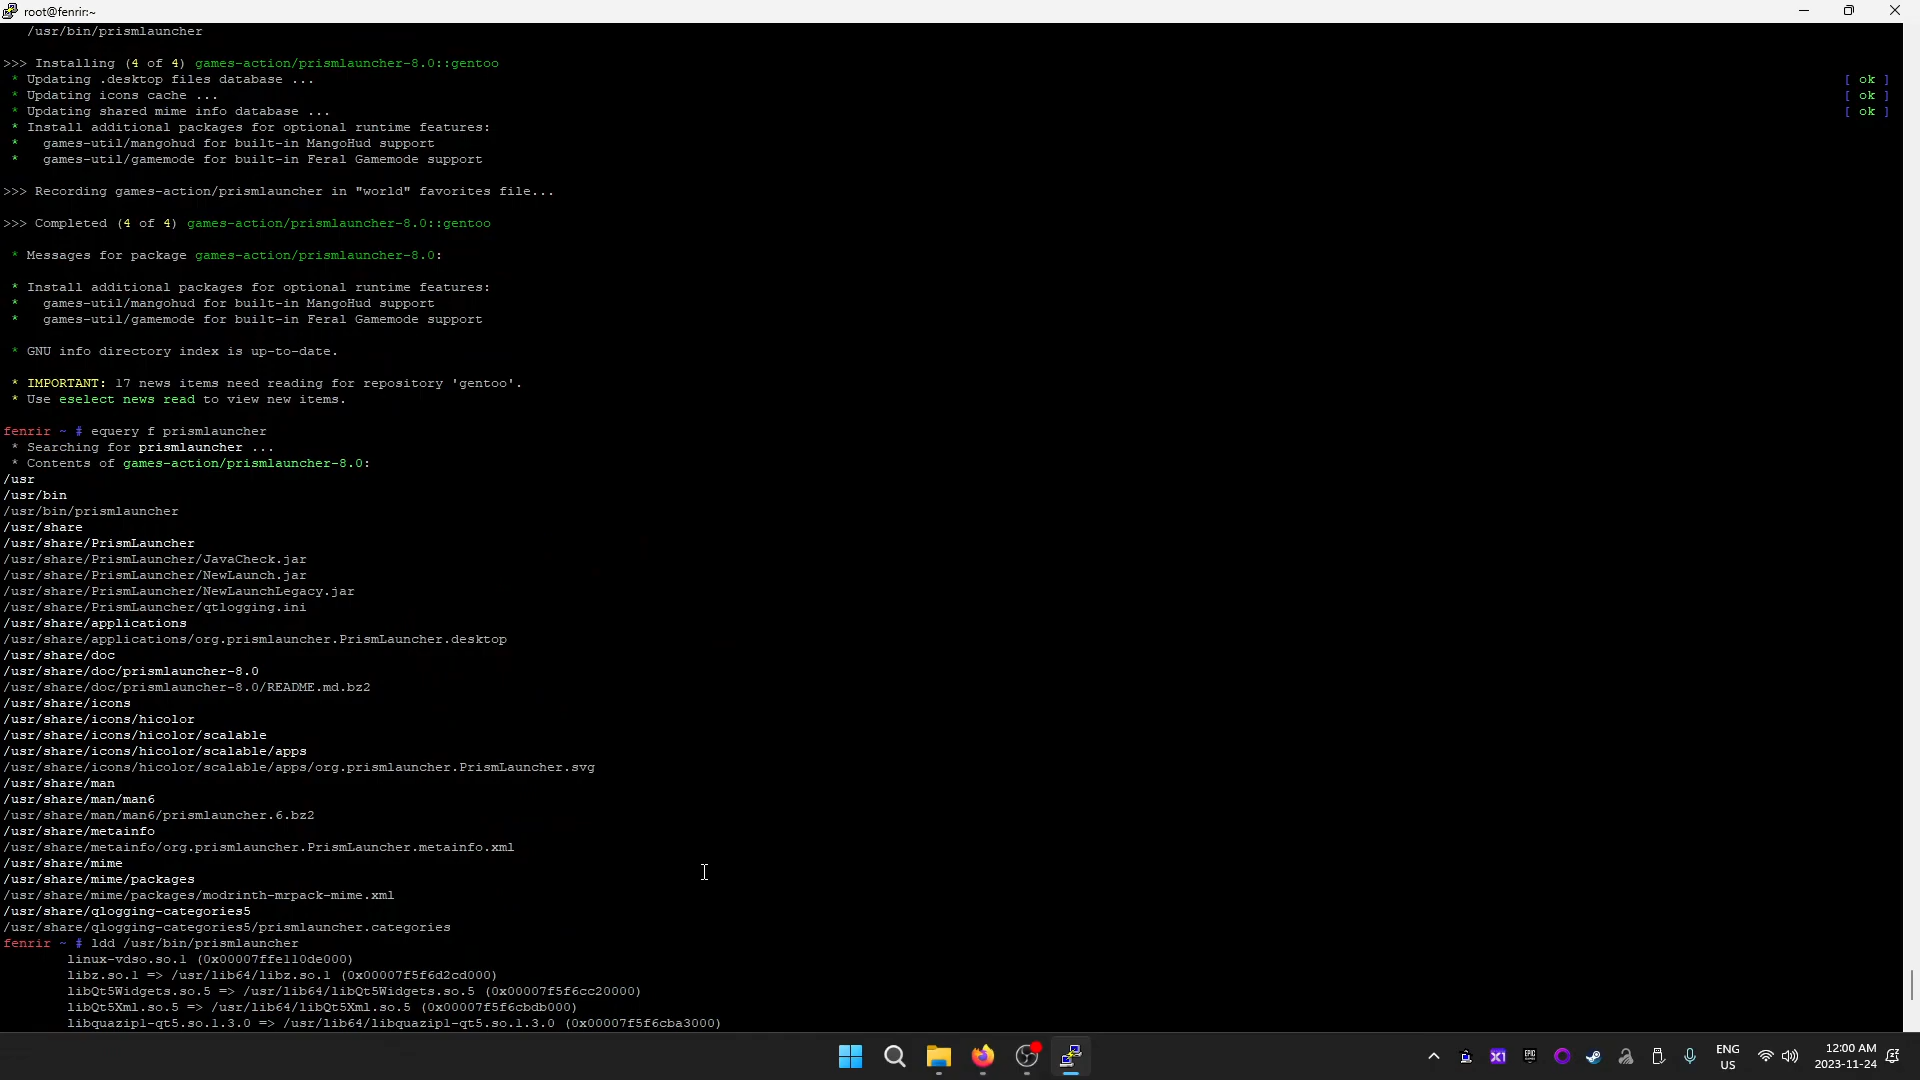 root@fenrir:~
/usr/bin/prismlauncher
>>> Installing (4 of 4) games-action/prismlauncher-8.0::gentoo
* Updating .desktop files database ... [ ok ]
* Updating icons cache ... [ ok ]
* Updating shared mime info database ... [ ok ]
* Install additional packages for optional runtime features:
*   games-util/mangohud for built-in MangoHud support
*   games-util/gamemode for built-in Feral Gamemode support
>>> Recording games-action/prismlauncher in "world" favorites file...
>>> Completed (4 of 4) games-action/prismlauncher-8.0::gentoo
* Messages for package games-action/prismlauncher-8.0:
* Install additional packages for optional runtime features:
*   games-util/mangohud for built-in MangoHud support
*   games-util/gamemode for built-in Feral Gamemode support
* GNU info directory index is up-to-date.
* IMPORTANT: 17 news items need reading for repository 'gentoo'.
* Use eselect news read to view new items.
fenrir ~ # equery f prismlauncher
* Searching for prismlauncher ...
* Contents of games-action/prismlauncher-8.0:
/usr
/usr/bin
/usr/bin/prismlauncher
/usr/share
/usr/share/PrismLauncher
/usr/share/PrismLauncher/JavaCheck.jar
/usr/share/PrismLauncher/NewLaunch.jar
/usr/share/PrismLauncher/NewLaunchLegacy.jar
/usr/share/PrismLauncher/qtlogging.ini
/usr/share/applications
/usr/share/applications/org.prismlauncher.PrismLauncher.desktop
/usr/share/doc
/usr/share/doc/prismlauncher-8.0
/usr/share/doc/prismlauncher-8.0/README.md.bz2
/usr/share/icons
/usr/share/icons/hicolor
/usr/share/icons/hicolor/scalable
/usr/share/icons/hicolor/scalable/apps
/usr/share/icons/hicolor/scalable/apps/org.prismlauncher.PrismLauncher.svg
/usr/share/man
/usr/share/man/man6
/usr/share/man/man6/prismlauncher.6.bz2
/usr/share/metainfo
/usr/share/metainfo/org.prismlauncher.PrismLauncher.metainfo.xml
/usr/share/mime
/usr/share/mime/packages
/usr/share/mime/packages/modrinth-mrpack-mime.xml
/usr/share/qlogging-categories5
/usr/share/qlogging-categories5/prismlauncher.categories
fenrir ~ # ldd /usr/bin/prismlauncher
linux-vdso.so.1 (0x00007ffe110de000)
libz.so.1 => /usr/lib64/libz.so.1 (0x00007f5f6d2cd000)
libQt5Widgets.so.5 => /usr/lib64/libQt5Widgets.so.5 (0x00007f5f6cc20000)
libQt5Xml.so.5 => /usr/lib64/libQt5Xml.so.5 (0x00007f5f6cbdb000)
libquazip1-qt5.so.1.3.0 => /usr/lib64/libquazip1-qt5.so.1.3.0 (0x00007f5f6cba3000)
X1
EPIC
ENG
US
12:00 AM
2023-11-24